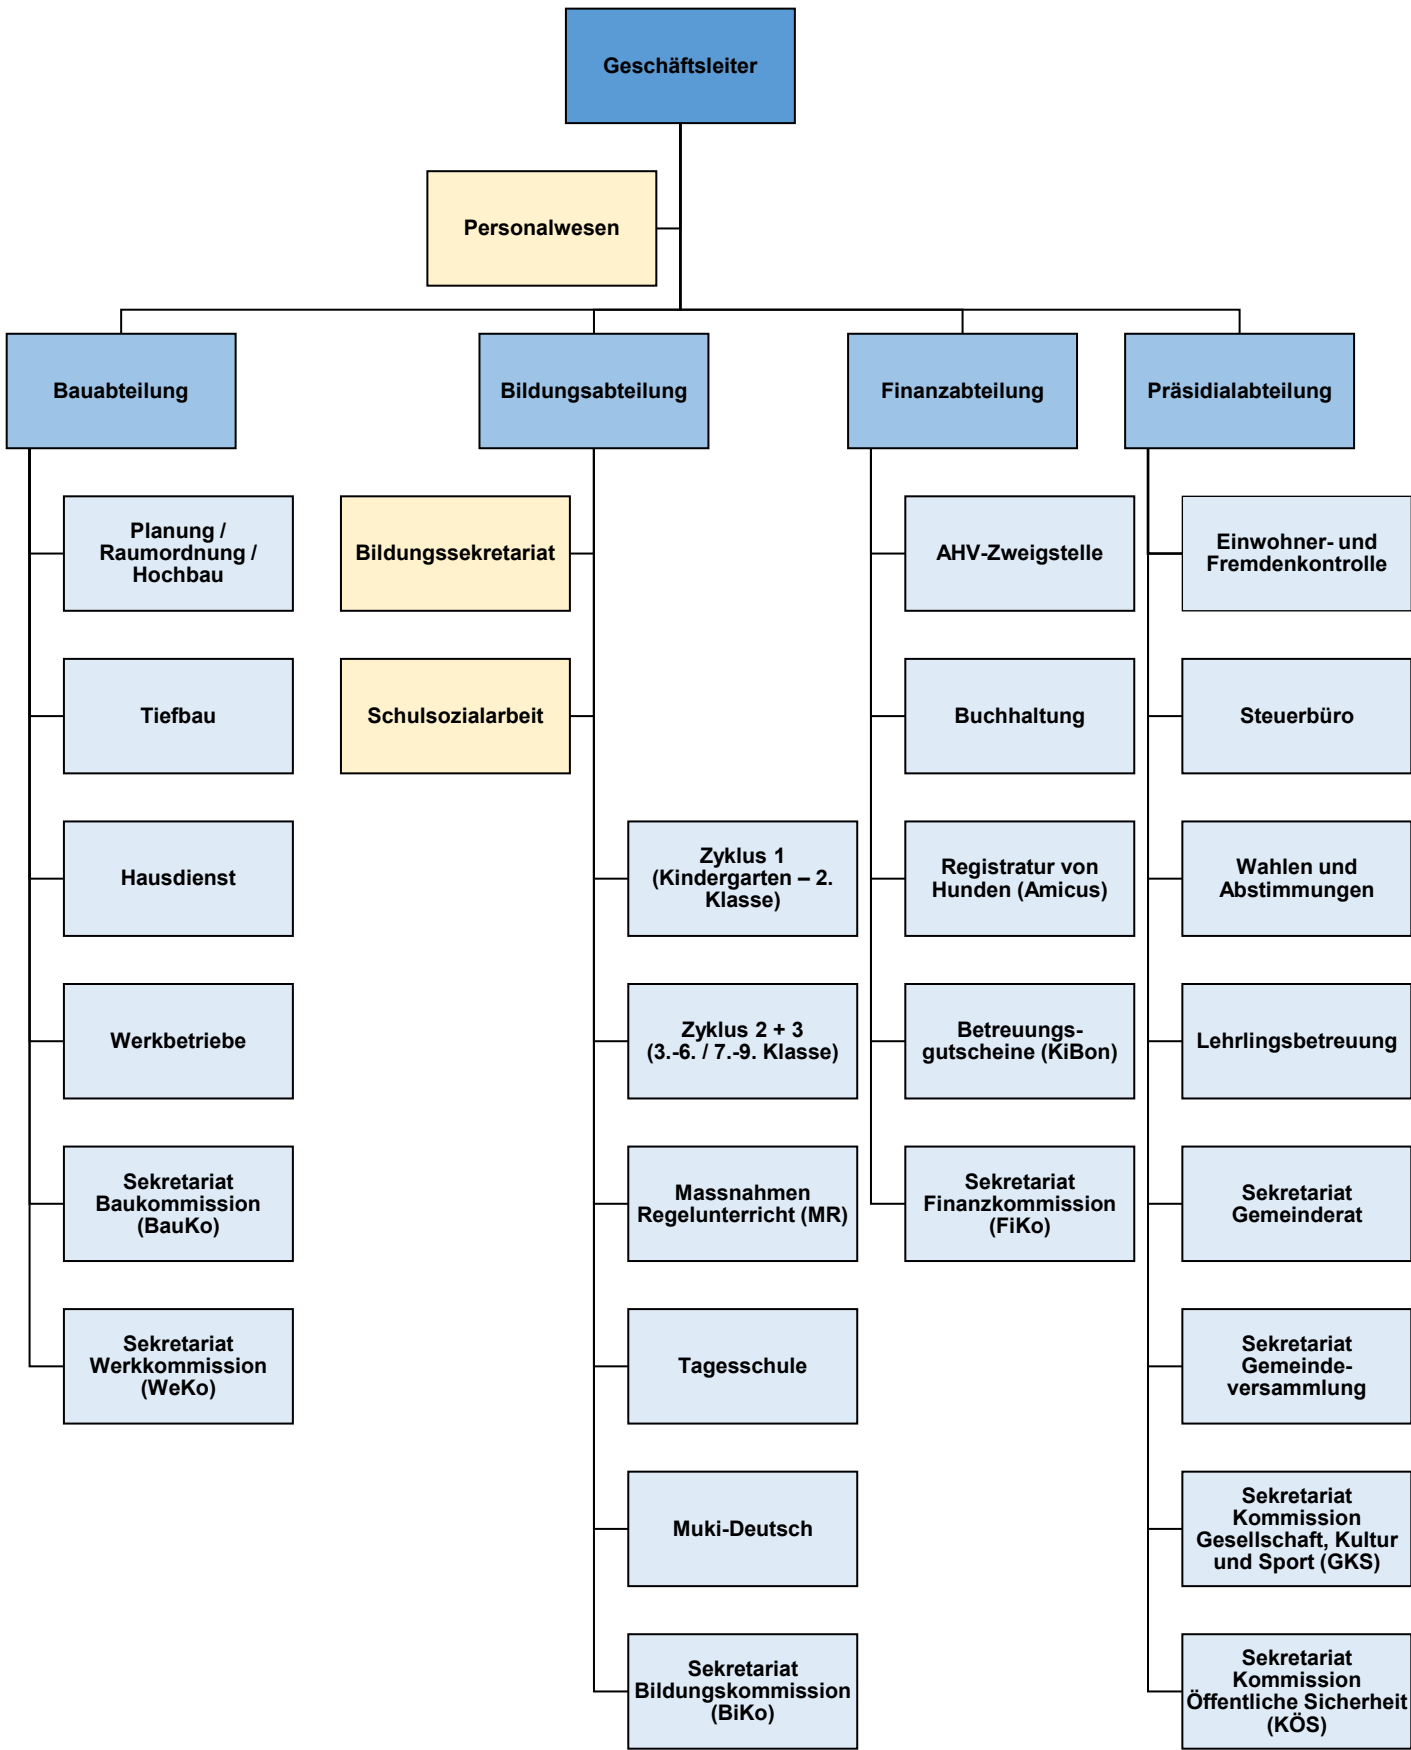 Geschäftsleiter
Personalwesen
Bauabteilung
Bildungsabteilung
Finanzabteilung
Präsidialabteilung
Planung /
Raumordnung /
Hochbau
Tiefbau
Hausdienst
Werkbetriebe
Sekretariat
Baukommission
(BauKo)
Sekretariat
Werkkommission
(WeKo)
Bildungssekretariat
Schulsozialarbeit
Zyklus 1
(Kindergarten – 2.
Klasse)
Zyklus 2 + 3
(3.-6. / 7.-9. Klasse)
Massnahmen
Regelunterricht (MR)
Tagesschule
Muki-Deutsch
Sekretariat
Bildungskommission
(BiKo)
AHV-Zweigstelle
Buchhaltung
Registratur von
Hunden (Amicus)
Betreuungs-
gutscheine (KiBon)
Sekretariat
Finanzkommission
(FiKo)
Einwohner- und
Fremdenkontrolle
Steuerbüro
Wahlen und
Abstimmungen
Lehrlingsbetreuung
Sekretariat
Gemeinderat
Sekretariat
Gemeinde-
versammlung
Sekretariat
Kommission
Gesellschaft, Kultur
und Sport (GKS)
Sekretariat
Kommission
Öffentliche Sicherheit
(KÖS)